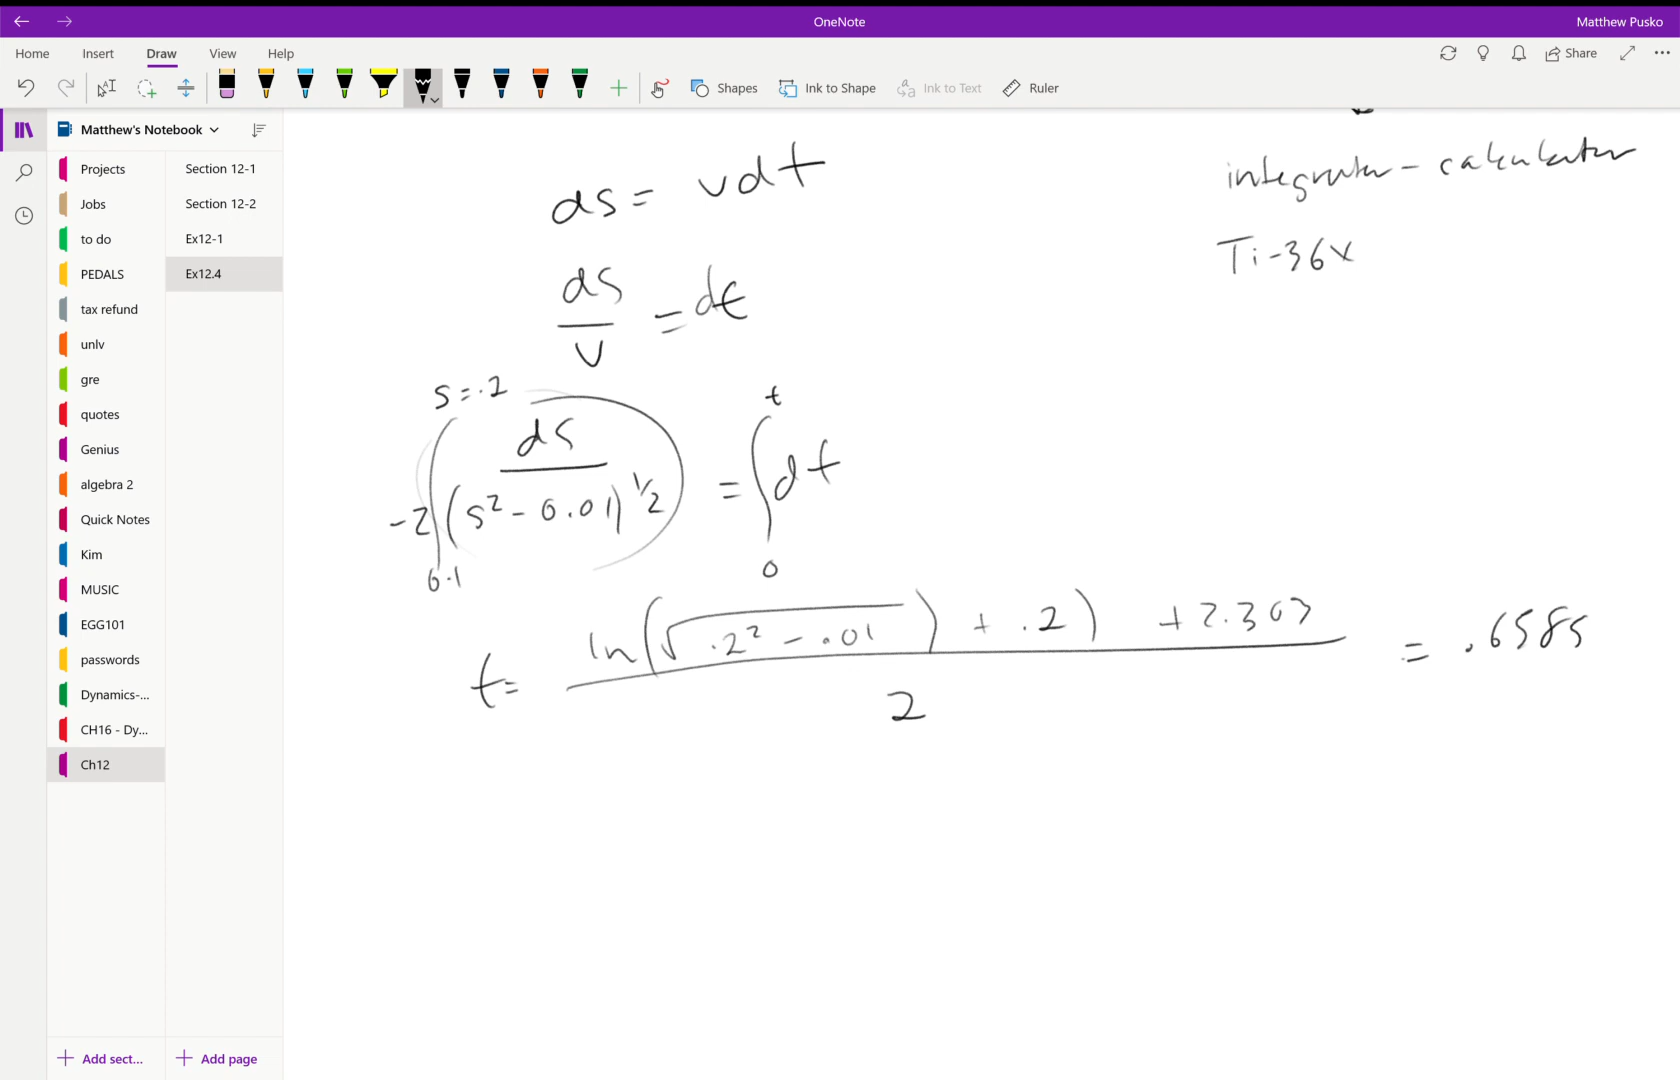 OneNote
Matthew Pusko
Home Insert Draw View Help
Share
Shapes Ink to Shape Ink to Text Ruler
Matthew's Notebook
Projects
Jobs
to do
PEDALS
tax refund
unlv
gre
quotes
Genius
algebra 2
Quick Notes
Kim
MUSIC
EGG101
passwords
Dynamics-...
CH16 - Dy...
Ch12
Section 12-1
Section 12-2
Ex12-1
Ex12.4
+ Add sect...
+ Add page
integrator - calculator
Ti-36X
ds = vdt
ds/v = dt
s = .2
-2 ∫ ds/(s² - 0.01)^1/2 = ∫ dt
0.1
t
0
t = (ln(√(.2² - .01)) + .2) + 2.303)/2 = .6585